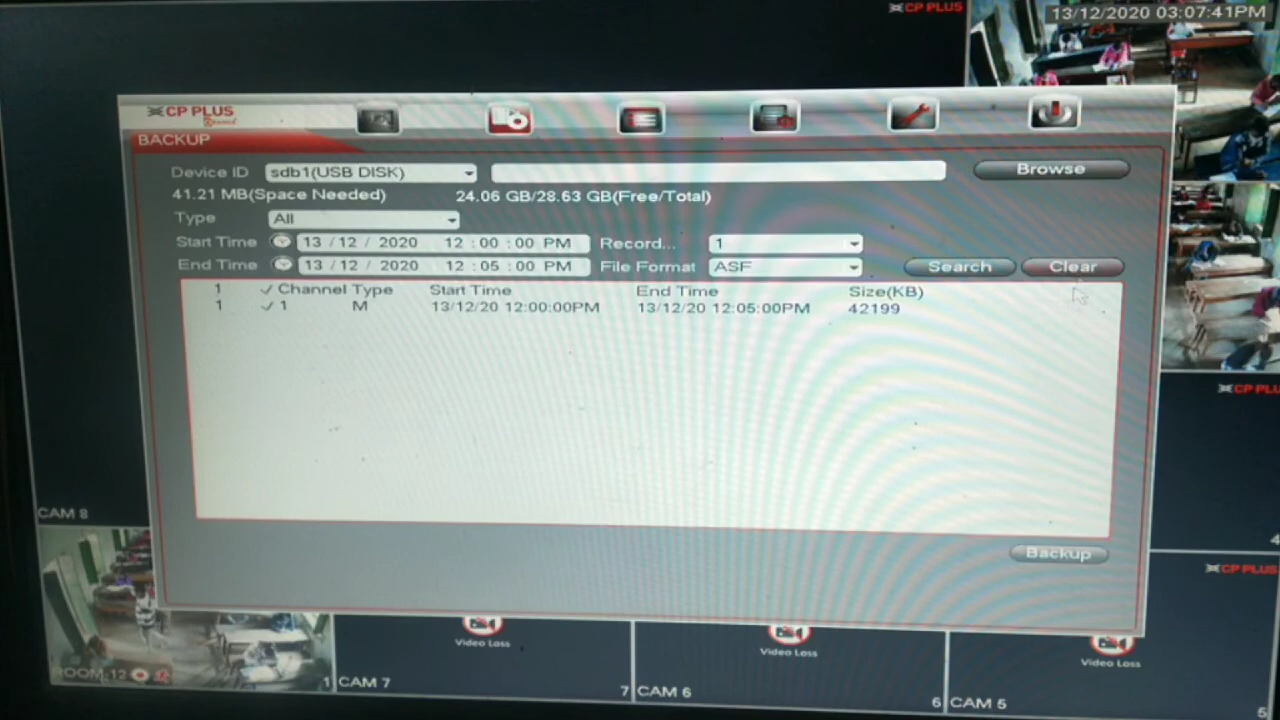 CP PLUS
13/12/2020 03:07:41PM
CP PLUS
BACKUP
Device ID sdb1(USB DISK) Browse
41.21 MB(Space Needed) 24.06 GB/28.63 GB(Free/Total)
Type All
Start Time 13 / 12 / 2020 12 : 00 : 00 PM Record... 1
End Time 13 / 12 / 2020 12 : 05 : 00 PM File Format ASF Search Clear
1 Channel Type Start Time End Time Size(KB)
1 1 M 13/12/20 12:00:00PM 13/12/20 12:05:00PM 42199
CP PLU
CAM 8
4
Backup
CP PLUS
Video Loss
Video Loss
Video Loss
ROOM:12
1
CAM 7
7
CAM 6
6
CAM 5
5